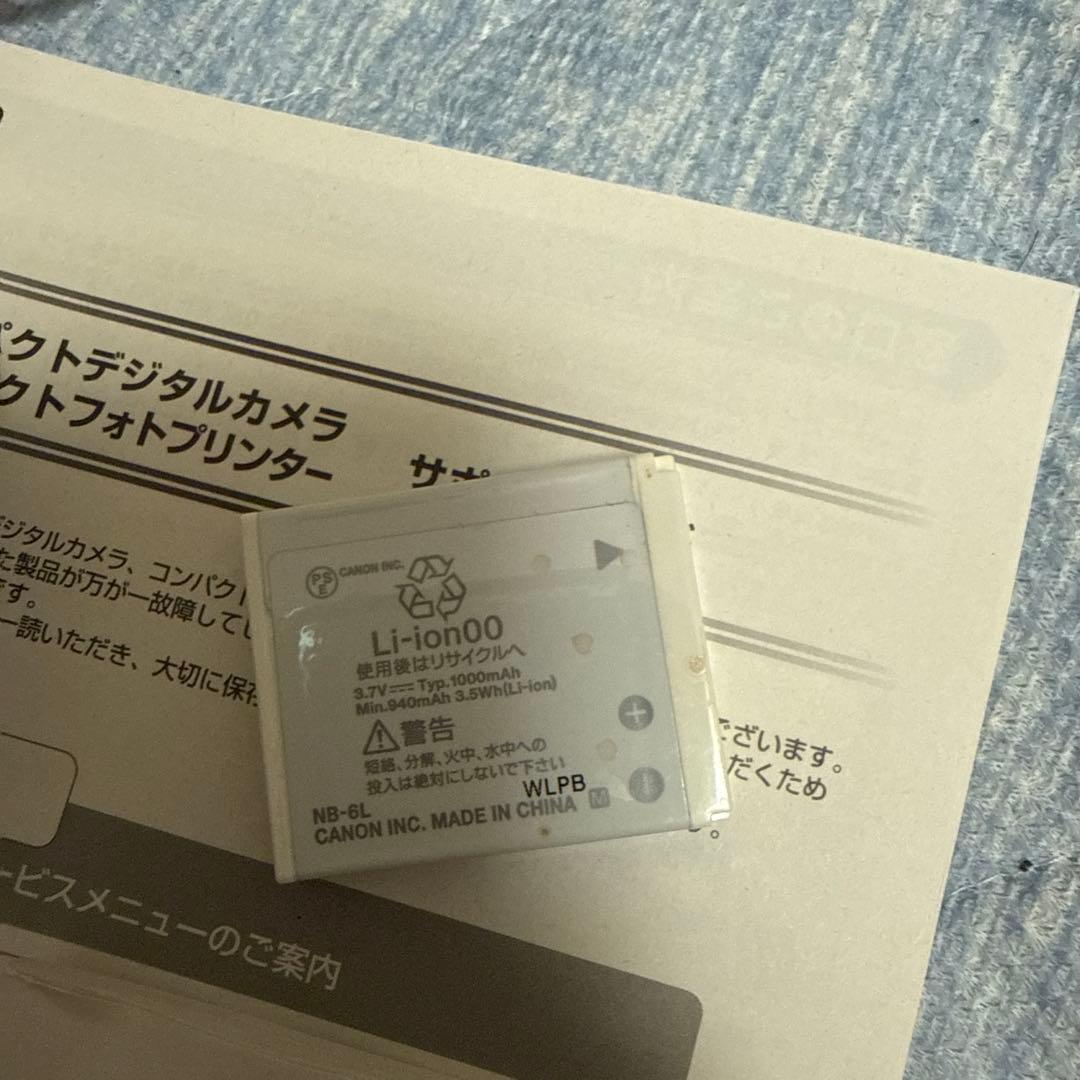 パクトデジタルカメラ
クトフォトプリンター サポ
ジタルカメラ、コンパクト
た製品が万が一故障してし
です。
一読いただき、大切に保存
PSE CANON INC.
Li-ion00
使用後はリサイクルへ
3.7V⎓Typ.1000mAh
Min.940mAh 3.5Wh(Li-ion)
⚠警告
短絡、分解、火中、水中への
投入は絶対にしないで下さい
WLPB
NB-6L
CANON INC. MADE IN CHINA M
+
ございます。
だくため
。
ービスメニューのご案内